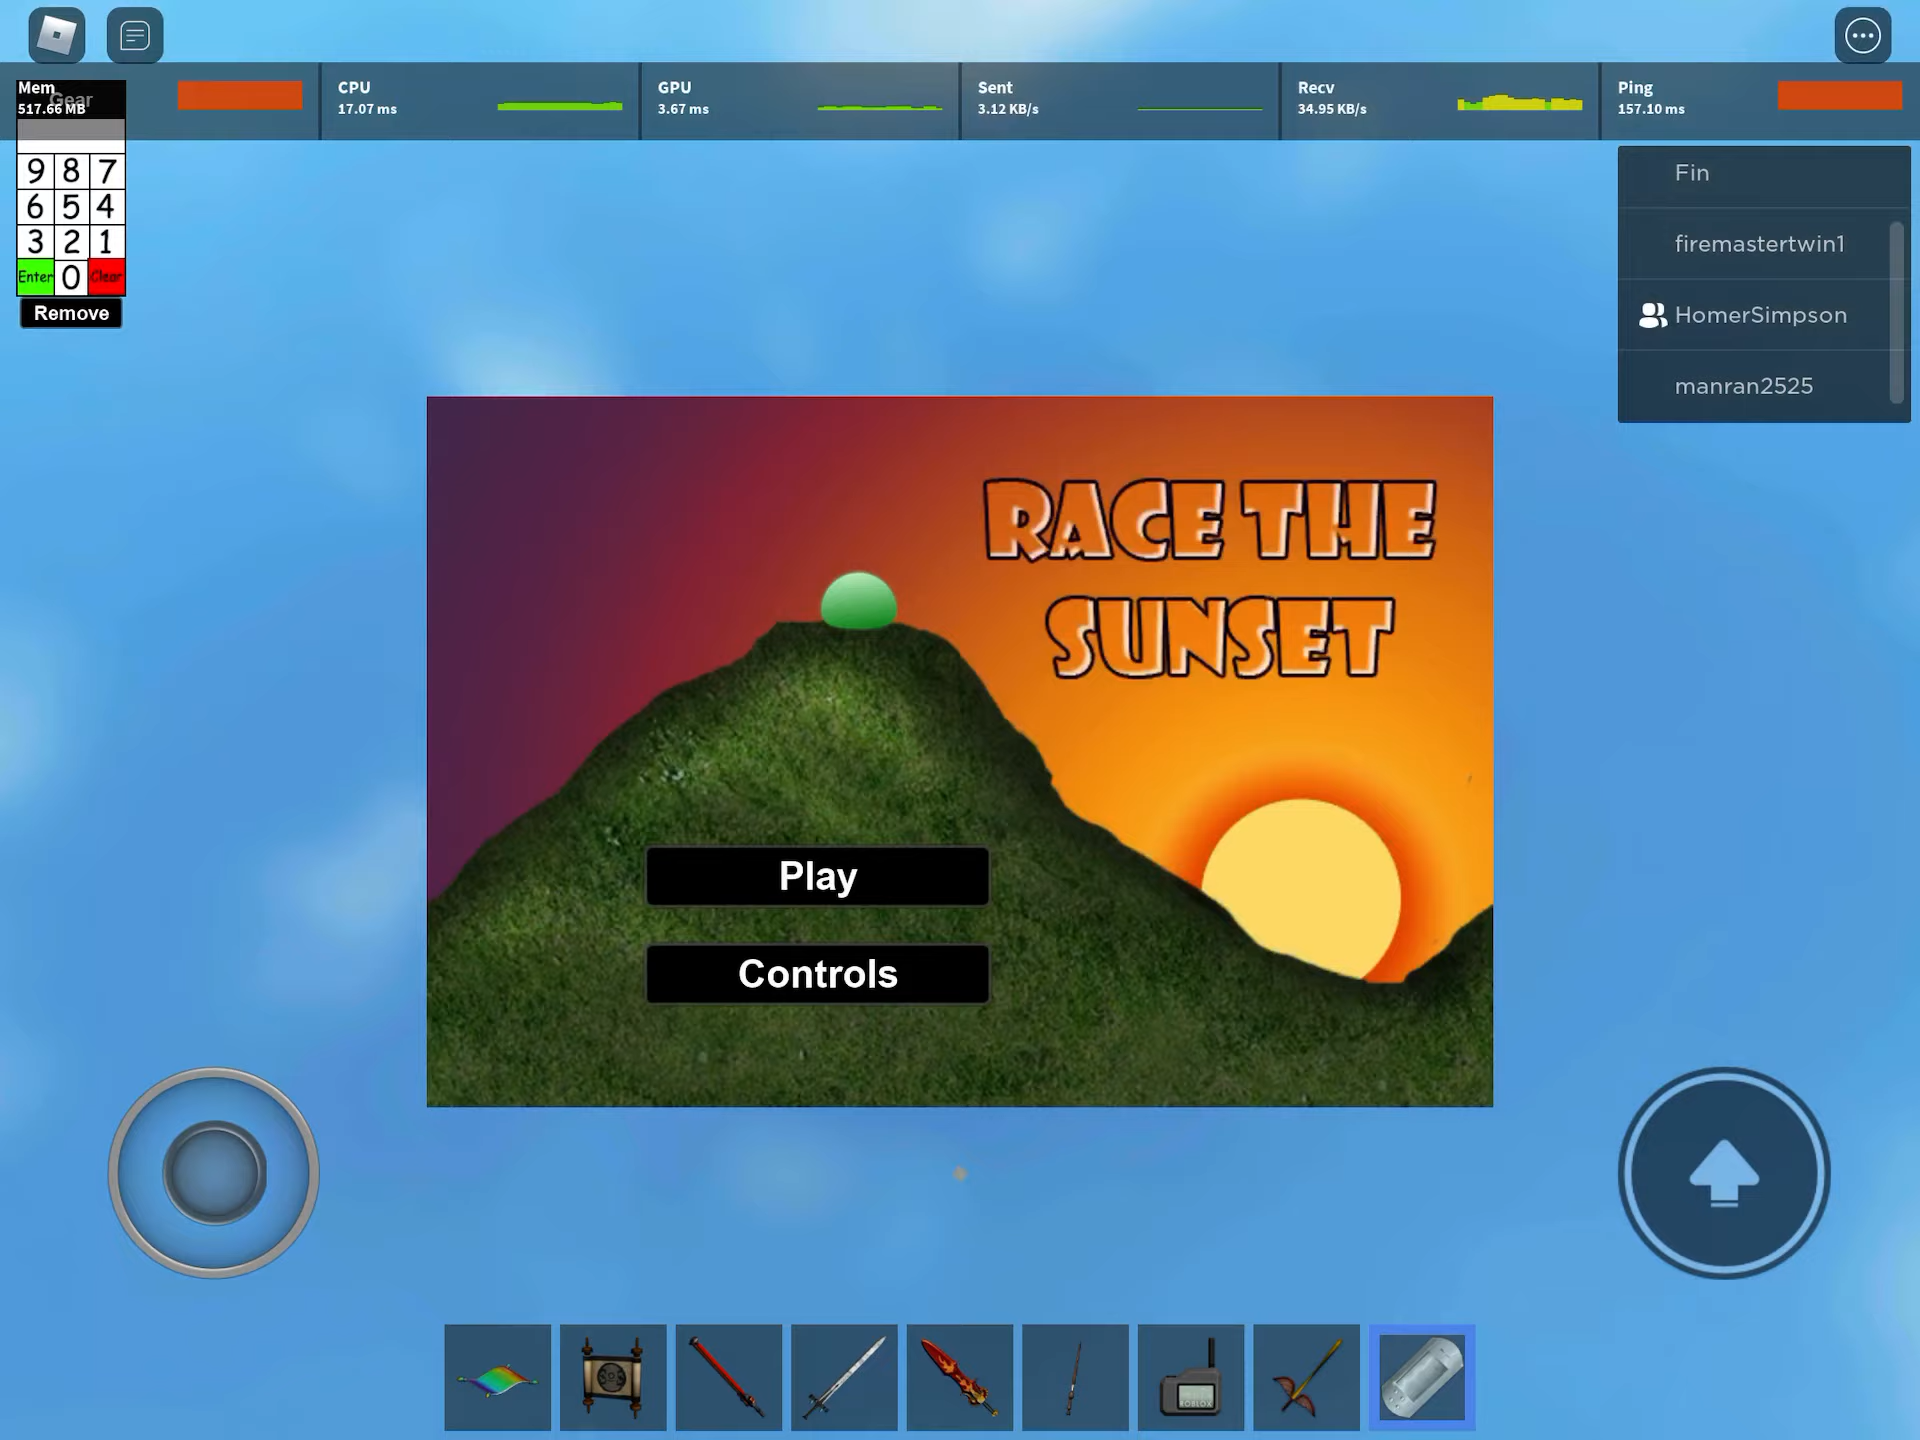 Mem
517.66 MB
Gear
CPU
17.07 ms
GPU
3.67 ms
Sent
3.12 KB/s
Recv
34.95 KB/s
Ping
157.10 ms
9 8 7
6 5 4
3 2 1
Enter 0 Clear
Remove
Fin
firemastertwin1
HomerSimpson
manran2525
RACE THE
SUNSET
Play
Controls
ROBLOX